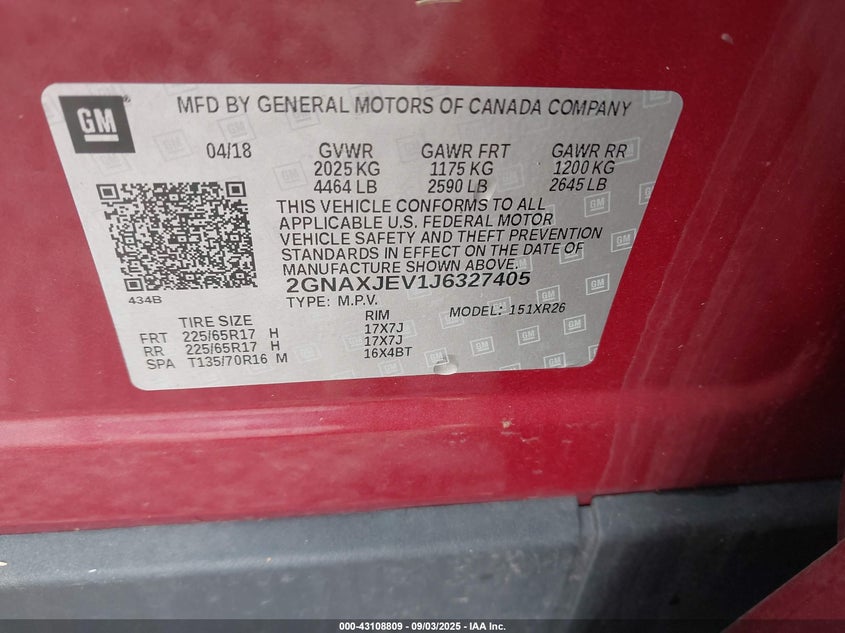 GM
MFD BY GENERAL MOTORS OF CANADA COMPANY
04/18 GVWR GAWR FRT GAWR RR
2025 KG 1175 KG 1200 KG
4464 LB 2590 LB 2645 LB
THIS VEHICLE CONFORMS TO ALL
APPLICABLE U.S. FEDERAL MOTOR
VEHICLE SAFETY AND THEFT PREVENTION
STANDARDS IN EFFECT ON THE DATE OF
MANUFACTURE SHOWN ABOVE.
434B
2GNAXJEV1J6327405
TYPE: M.P.V. MODEL: 151XR26
TIRE SIZE RIM
FRT 225/65R17 H 17X7J
RR 225/65R17 H 17X7J
SPA T135/70R16 M 16X4BT
000-43108809 - 09/03/2025 - IAA Inc.